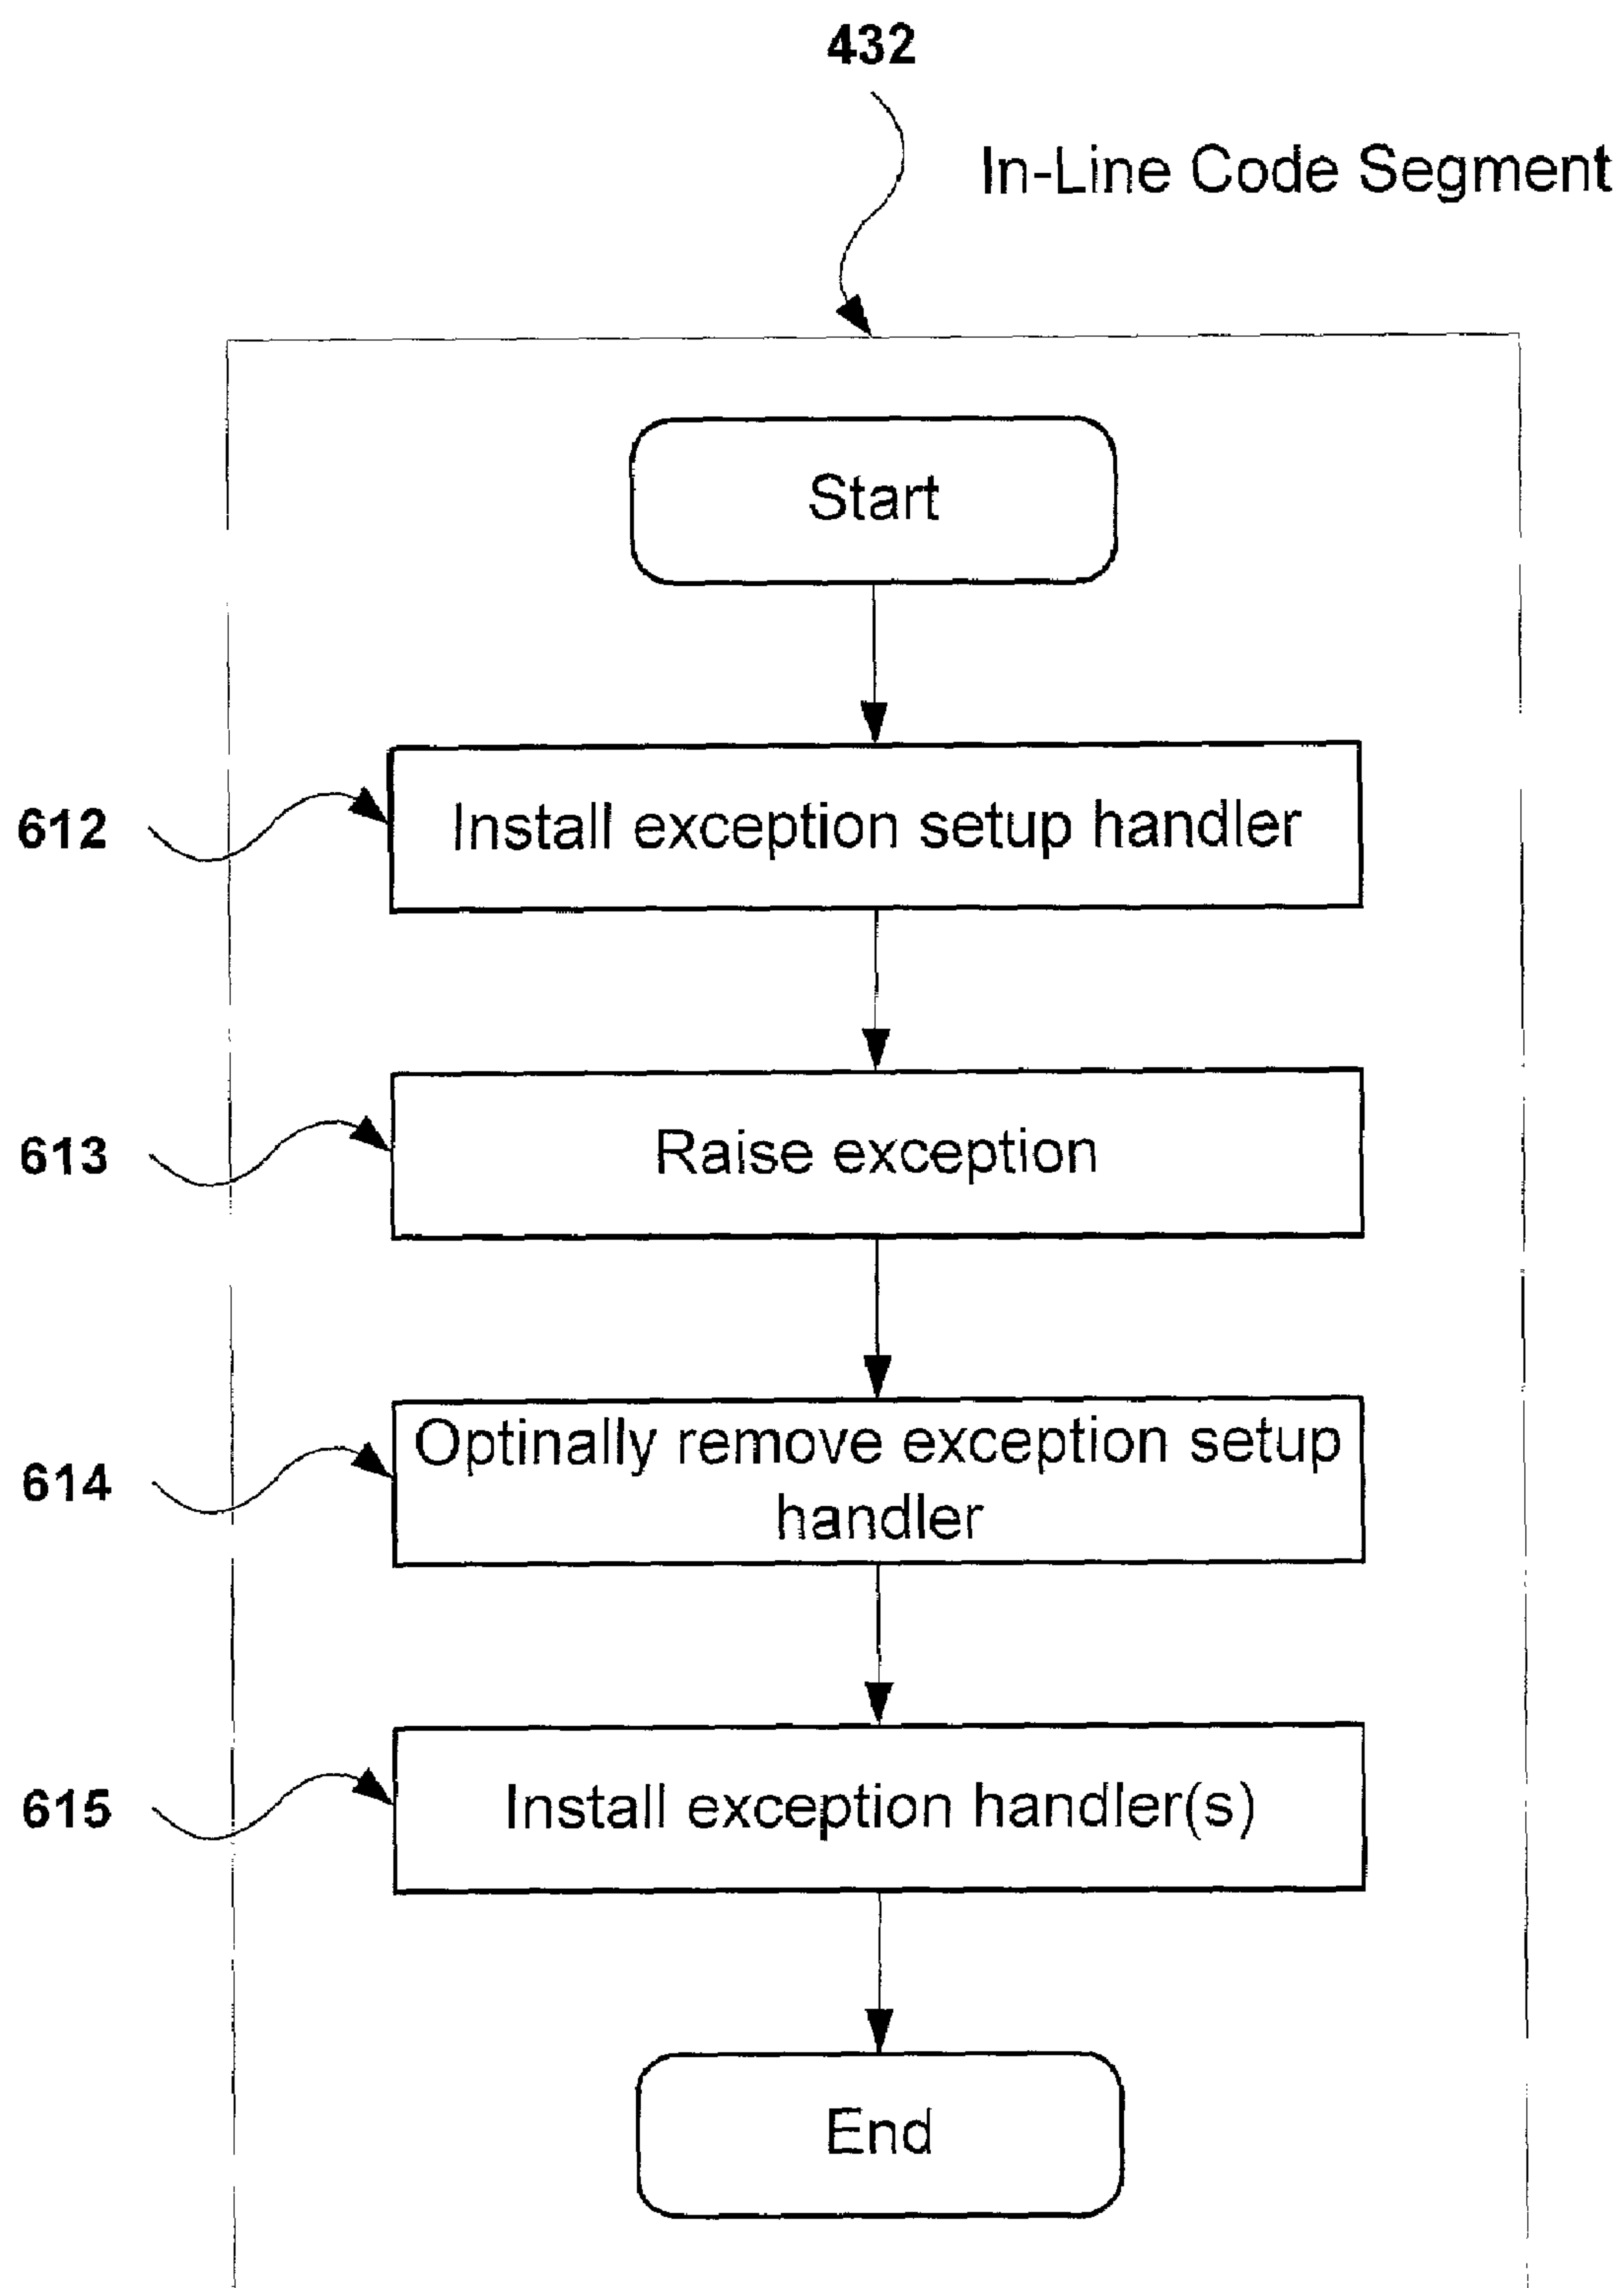 432
In-Line Code Segment
Start
612
Install exception setup handler
613
Raise exception
614
Optinally remove exception setup
handler
615
Install exception handler(s)
End